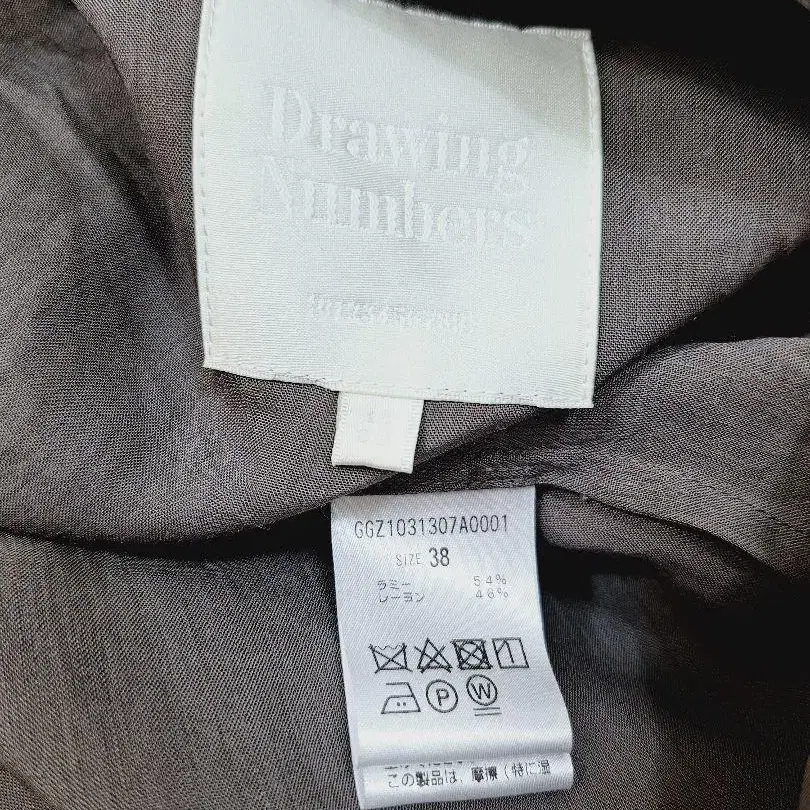 Drawing
Numbers
GGZ1031307A0001
SIZE 38
ラミー 54%
レーヨン 46%
P W
この製品は、摩擦(特に湿